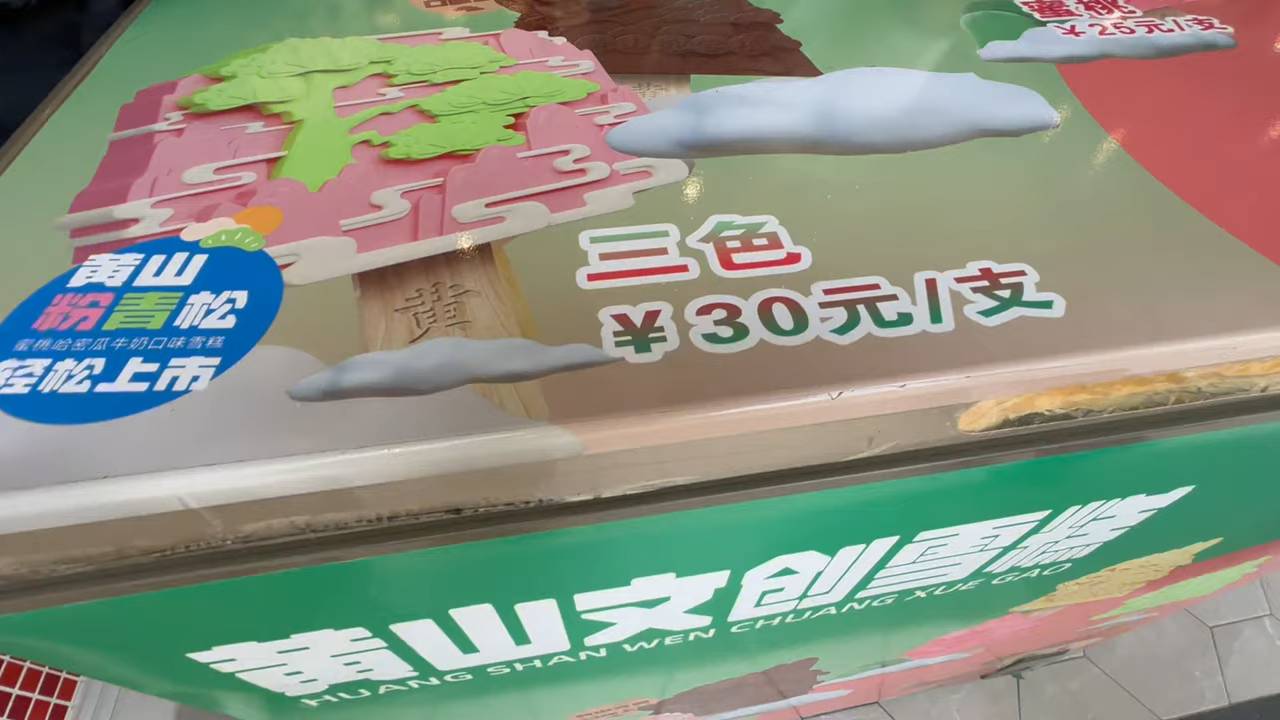 蜜桃
￥25元/支
三色
￥30元/支
黄
黄山
粉青松
蜜桃哈密瓜牛奶口味雪糕
轻松上市
黄山文创雪糕
HUANG SHAN WEN CHUANG XUE GAO